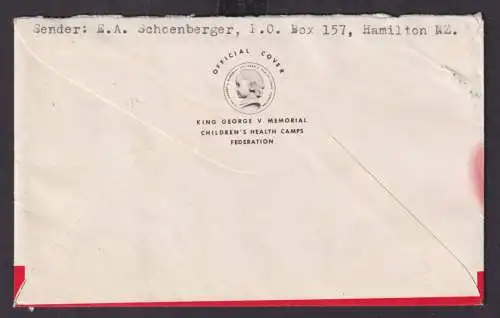 Sender: E.A. Schoenberger, P.O. Box 157, Hamilton NZ.
OFFICIAL COVER
KING GEORGE V MEMORIAL
CHILDREN'S HEALTH CAMPS
FEDERATION